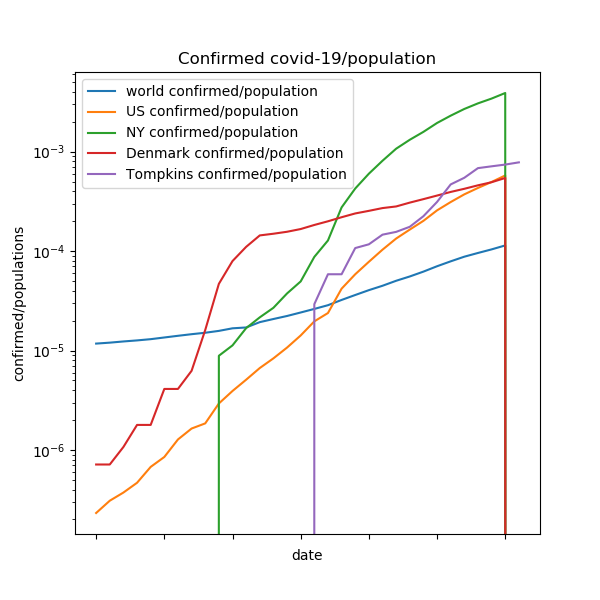 Confirmed covid-19/population
world confirmed/population
US confirmed/population
NY confirmed/population
Denmark confirmed/population
Tompkins confirmed/population
confirmed/populations
10⁻³
10⁻⁴
10⁻⁵
10⁻⁶
date